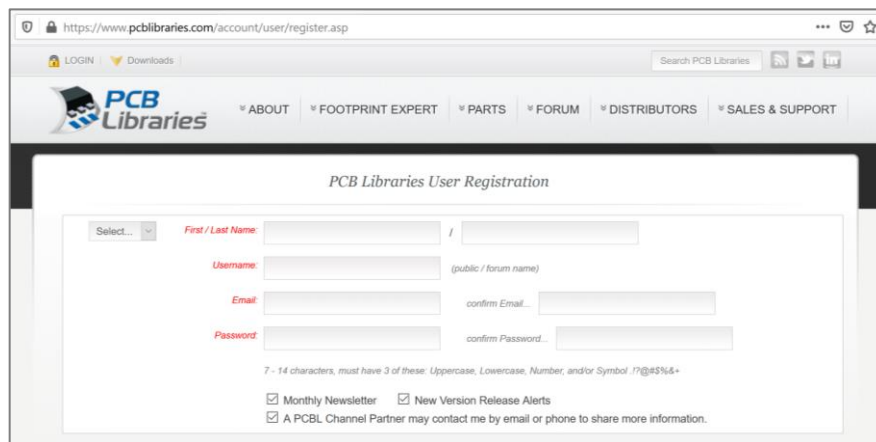 https://www.pcblibraries.com/account/user/register.asp
LOGIN Downloads Search PCB Libraries
PCB Libraries
ABOUT FOOTPRINT EXPERT PARTS FORUM DISTRIBUTORS SALES & SUPPORT
PCB Libraries User Registration
Select... First / Last Name: /
Username: (public / forum name)
Email: confirm Email...
Password: confirm Password...
7 - 14 characters, must have 3 of these: Uppercase, Lowercase, Number, and/or Symbol .!?@#$%&+
Monthly Newsletter New Version Release Alerts
A PCBL Channel Partner may contact me by email or phone to share more information.